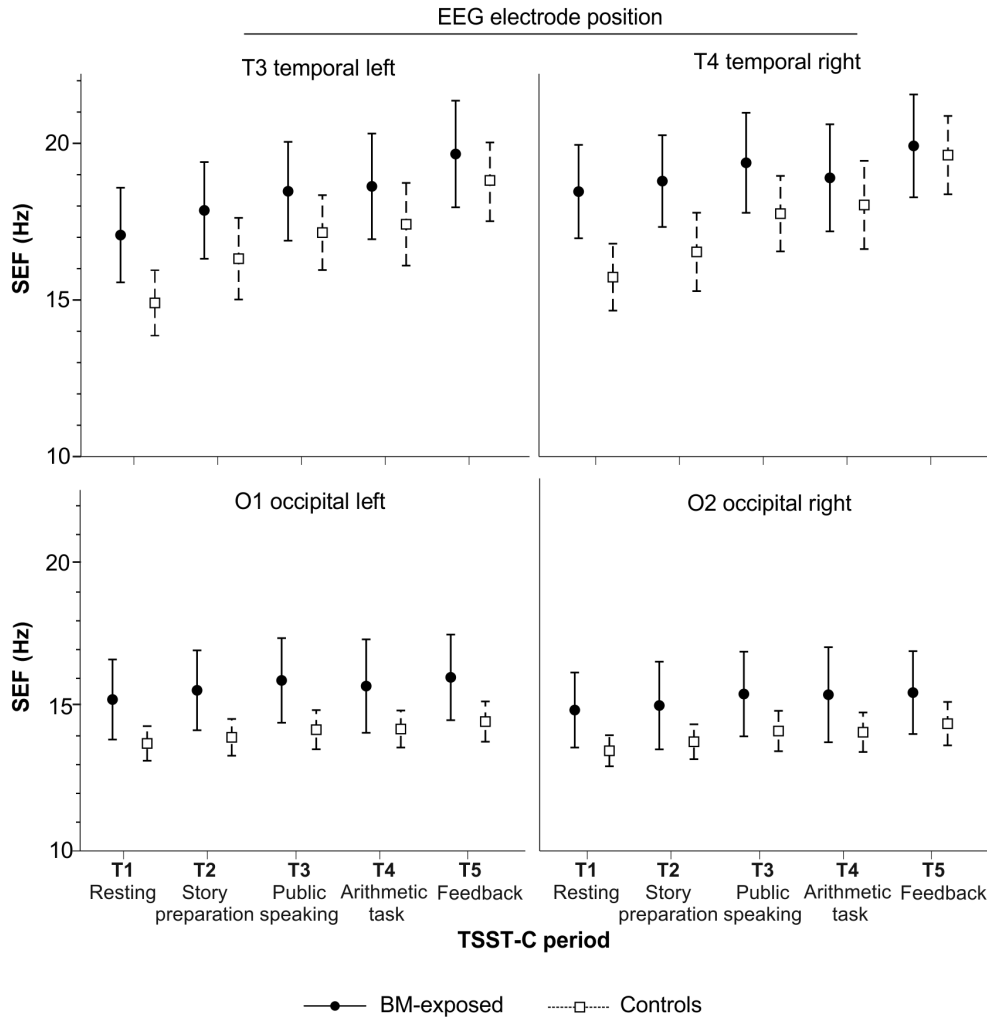 EEG electrode position
T3 temporal left
T4 temporal right
20
15
10
SEF (Hz)
O1 occipital left
O2 occipital right
20
15
10
SEF (Hz)
T1 T2 T3 T4 T5 T1 T2 T3 T4 T5
Resting Story Public Arithmetic Feedback Resting Story Public Arithmetic Feedback
preparation speaking task preparation speaking task
TSST-C period
BM-exposed Controls